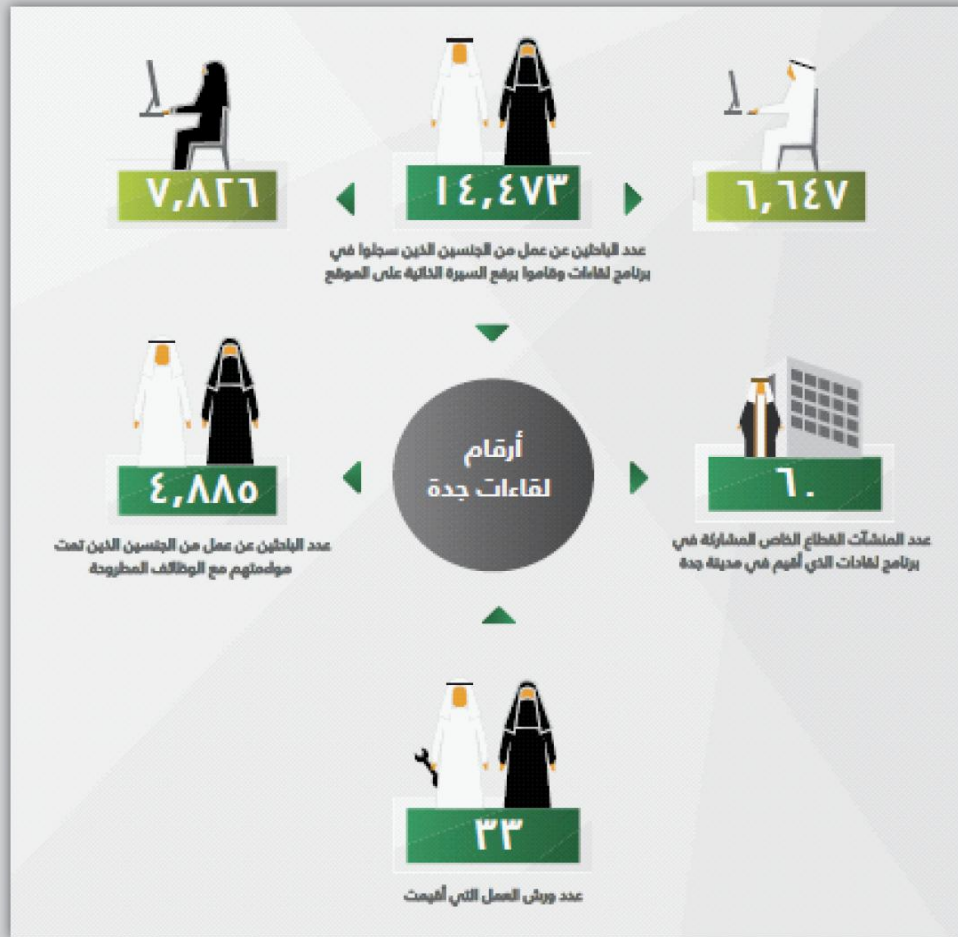 ٦,٦٤٧
١٤,٤٧٣
٧,٨٢٦
عدد الباحثين عن عمل من الجنسين الذين سجلوا في
برنامج لقاءات وقاموا برفع السيرة الذاتية على الموقع
أرقام
لقاءات جدة
٦٠
عدد المنشآت القطاع الخاص المشاركة في
برنامج لقاءات الذي أقيم في مدينة جدة
٤,٨٨٥
عدد الباحثين عن عمل من الجنسين الذين تمت
موائمتهم مع الوظائف المطروحة
٣٣
عدد ورش العمل التي أقيمت